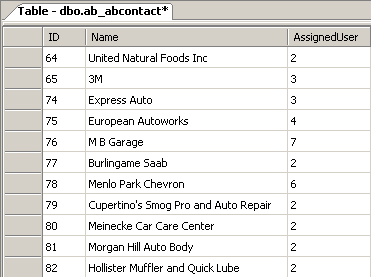 Table - dbo.ab_abcontact*
ID Name AssignedUser
64 United Natural Foods Inc 2
65 3M 3
74 Express Auto 3
75 European Autoworks 4
76 M B Garage 7
77 Burlingame Saab 2
78 Menlo Park Chevron 6
79 Cupertino's Smog Pro and Auto Repair 2
80 Meinecke Car Care Center 2
81 Morgan Hill Auto Body 2
82 Hollister Muffler and Quick Lube 2